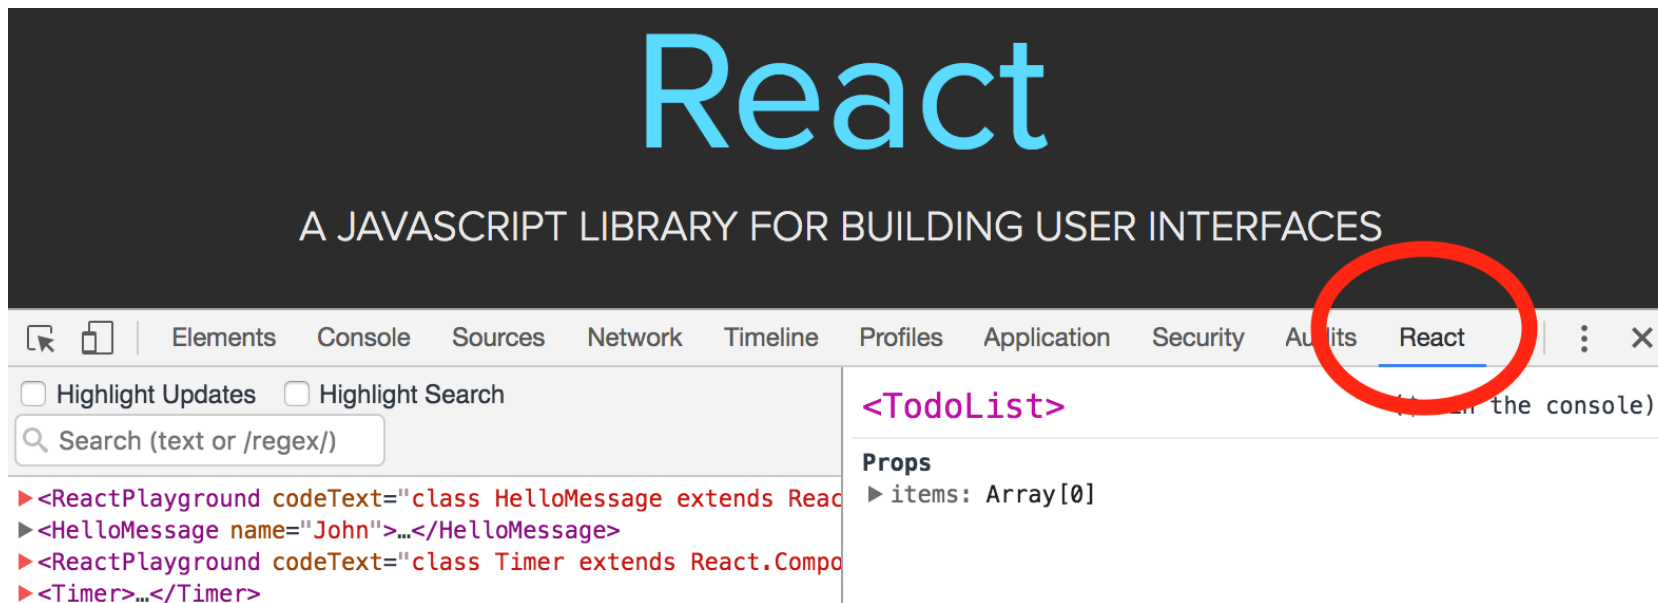 React
A JAVASCRIPT LIBRARY FOR BUILDING USER INTERFACES
Elements Console Sources Network Timeline Profiles Application Security Audits React
Highlight Updates Highlight Search
Search (text or /regex/)
<ReactPlayground codeText="class HelloMessage extends Reac
<HelloMessage name="John">…</HelloMessage>
<ReactPlayground codeText="class Timer extends React.Compo
<Timer>…</Timer>
<TodoList>
the console)
Props
items: Array[0]